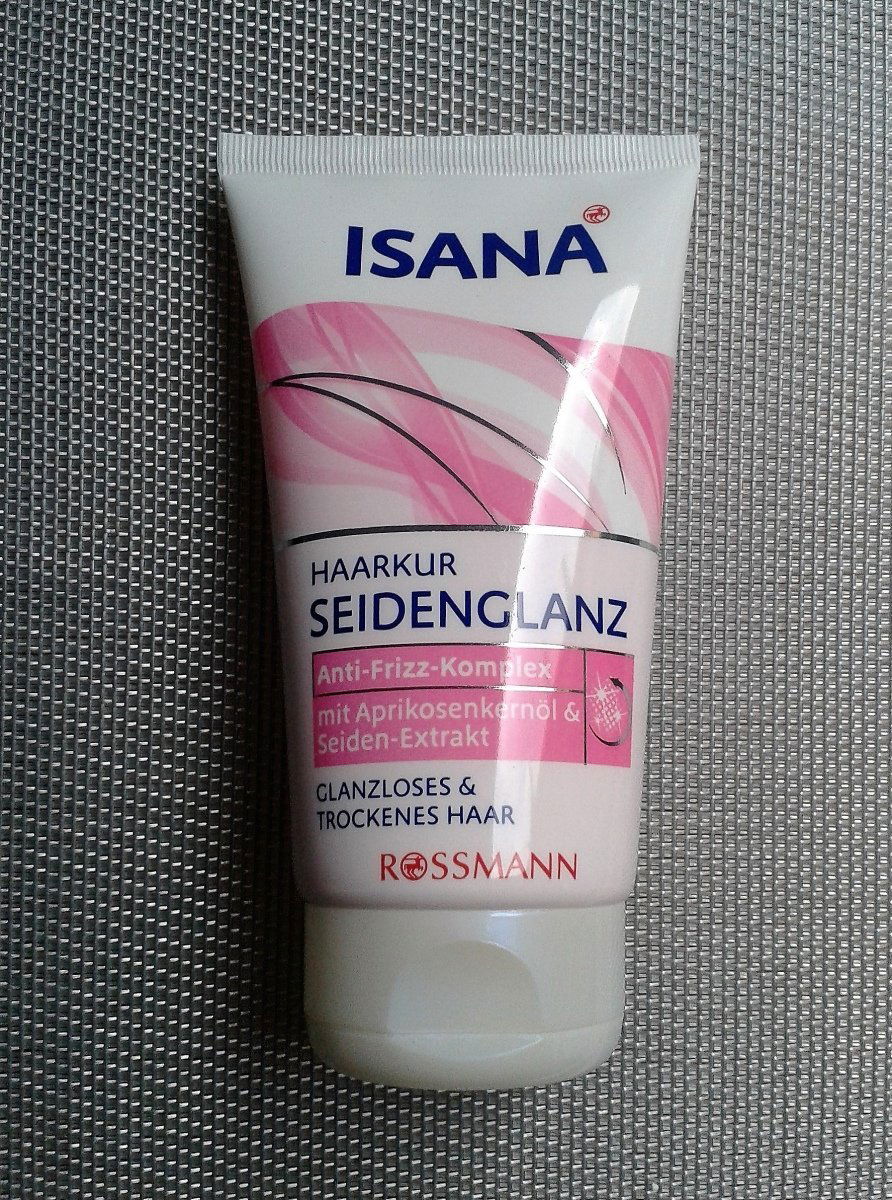 ISANA
HAARKUR
SEIDENGLANZ
Anti-Frizz-Komplex
mit Aprikosenkernöl &
Seiden-Extrakt
GLANZLOSES &
TROCKENES HAAR
ROSSMANN